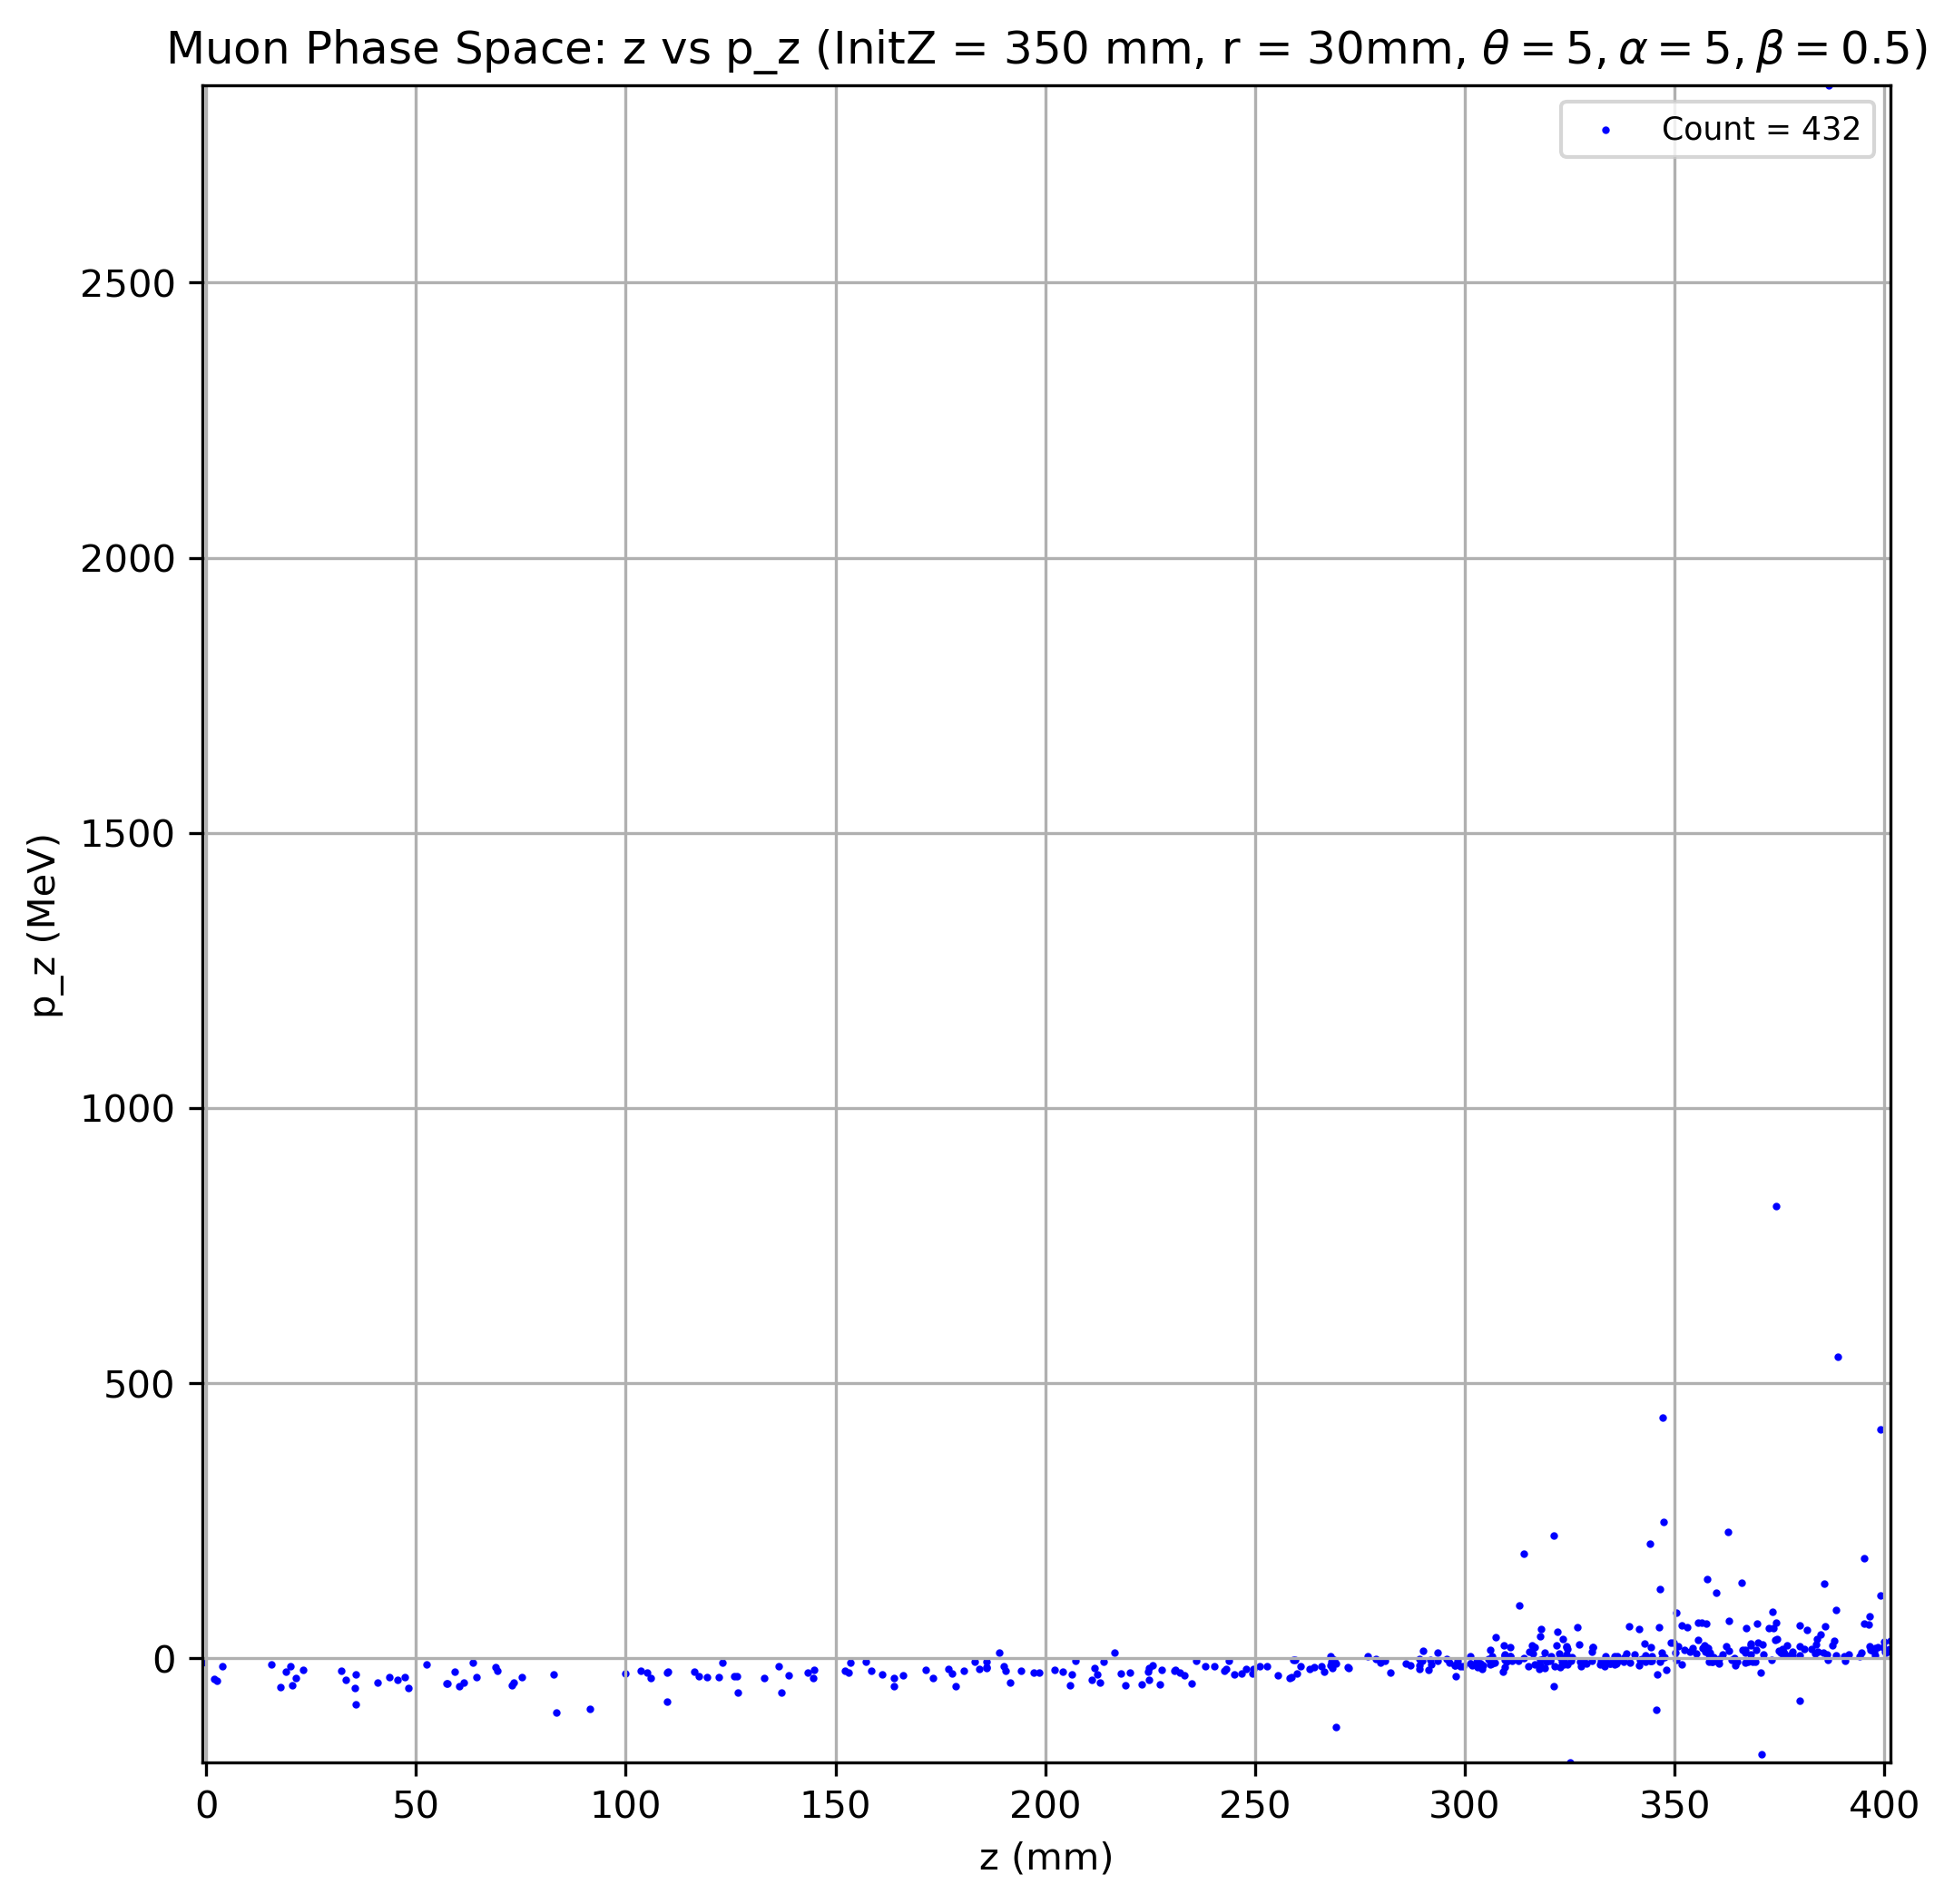 Muon Phase Space: z vs p_z (InitZ = 350 mm, r = 30mm, θ = 5, α = 5, β = 0.5)
Count = 432
2500
2000
1500
1000
500
0
p_z (MeV)
0 50 100 150 200 250 300 350 400
z (mm)